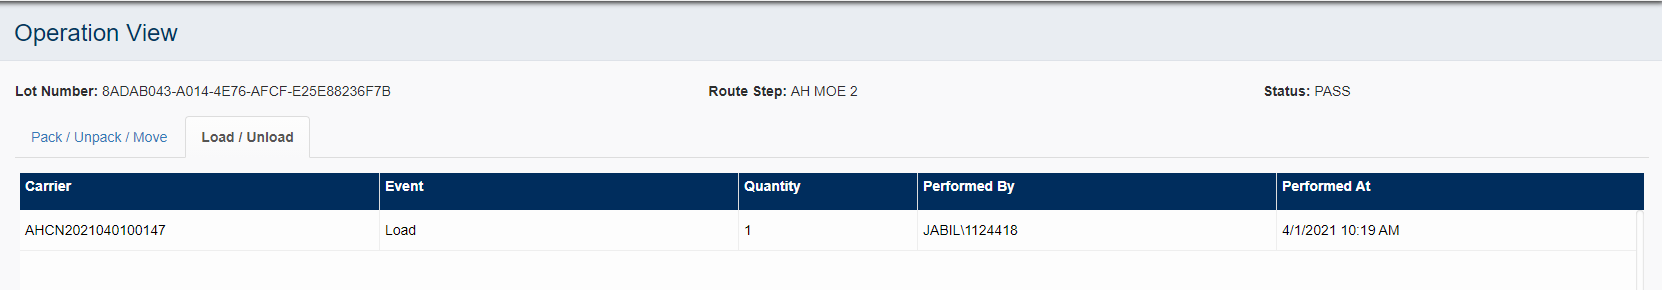 Operation View
Lot Number: 8ADAB043-A014-4E76-AFCF-E25E88236F7B Route Step: AH MOE 2 Status: PASS
Pack / Unpack / Move Load / Unload
Carrier Event Quantity Performed By Performed At
AHCN2021040100147 Load 1 JABIL\1124418 4/1/2021 10:19 AM